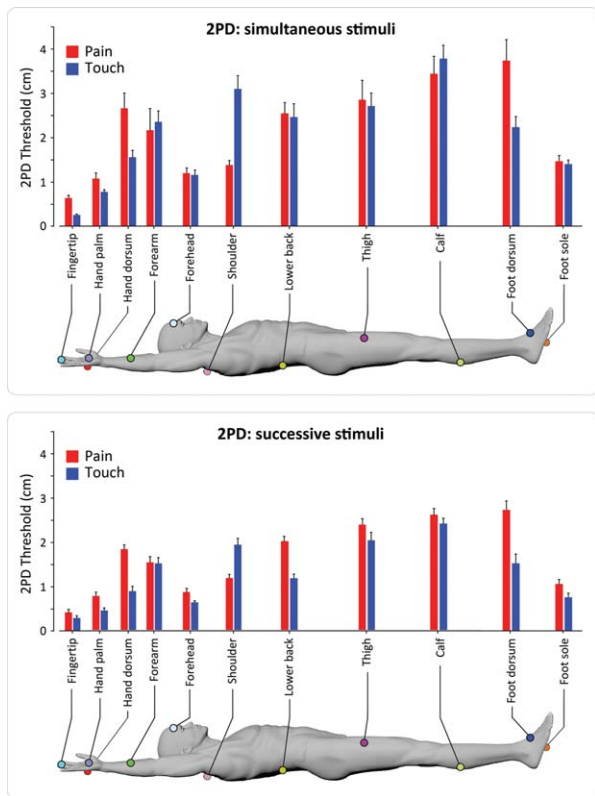 2PD: simultaneous stimuli
Pain
Touch
2PD Threshold (cm)
4
3
2
1
0
Fingertip
Hand palm
Hand dorsum
Forearm
Forehead
Shoulder
Lower back
Thigh
Calf
Foot dorsum
Foot sole
2PD: successive stimuli
Pain
Touch
2PD Threshold (cm)
4
3
2
1
0
Fingertip
Hand palm
Hand dorsum
Forearm
Forehead
Shoulder
Lower back
Thigh
Calf
Foot dorsum
Foot sole